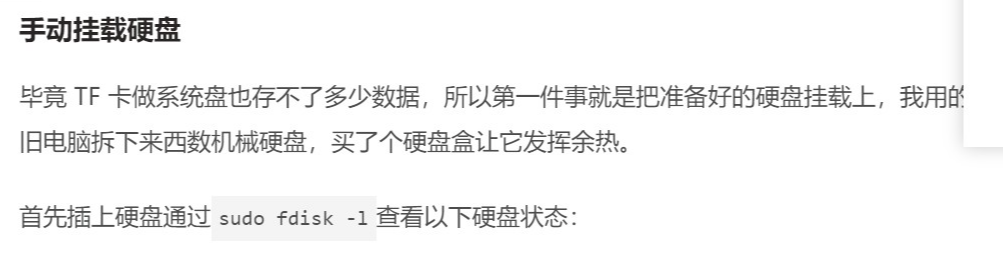 手动挂载硬盘
毕竟 TF 卡做系统盘也存不了多少数据，所以第一件事就是把准备好的硬盘挂载上，我用的
旧电脑拆下来西数机械硬盘，买了个硬盘盒让它发挥余热。
首先插上硬盘通过 sudo fdisk -l 查看以下硬盘状态：